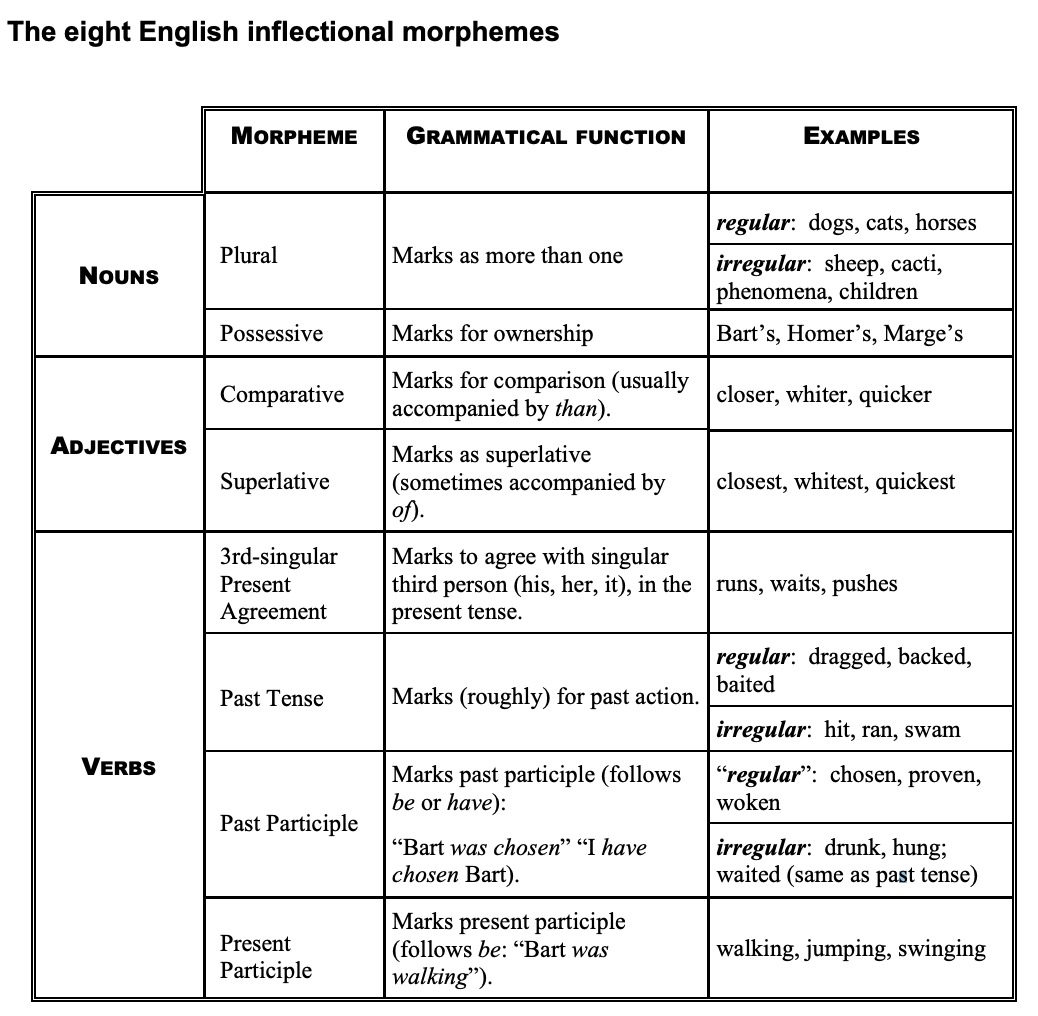 The eight English inflectional morphemes
MORPHEME GRAMMATICAL FUNCTION EXAMPLES
NOUNS
Plural
Marks as more than one
regular: dogs, cats, horses
irregular: sheep, cacti,
phenomena, children
Possessive
Marks for ownership
Bart’s, Homer’s, Marge’s
ADJECTIVES
Comparative
Marks for comparison (usually
accompanied by than).
closer, whiter, quicker
Superlative
Marks as superlative
(sometimes accompanied by
of).
closest, whitest, quickest
VERBS
3rd-singular
Present
Agreement
Marks to agree with singular
third person (his, her, it), in the
present tense.
runs, waits, pushes
Past Tense
Marks (roughly) for past action.
regular: dragged, backed,
baited
irregular: hit, ran, swam
Past Participle
Marks past participle (follows
be or have):
“Bart was chosen” “I have
chosen Bart).
“regular”: chosen, proven,
woken
irregular: drunk, hung;
waited (same as past tense)
Present
Participle
Marks present participle
(follows be: “Bart was
walking”).
walking, jumping, swinging